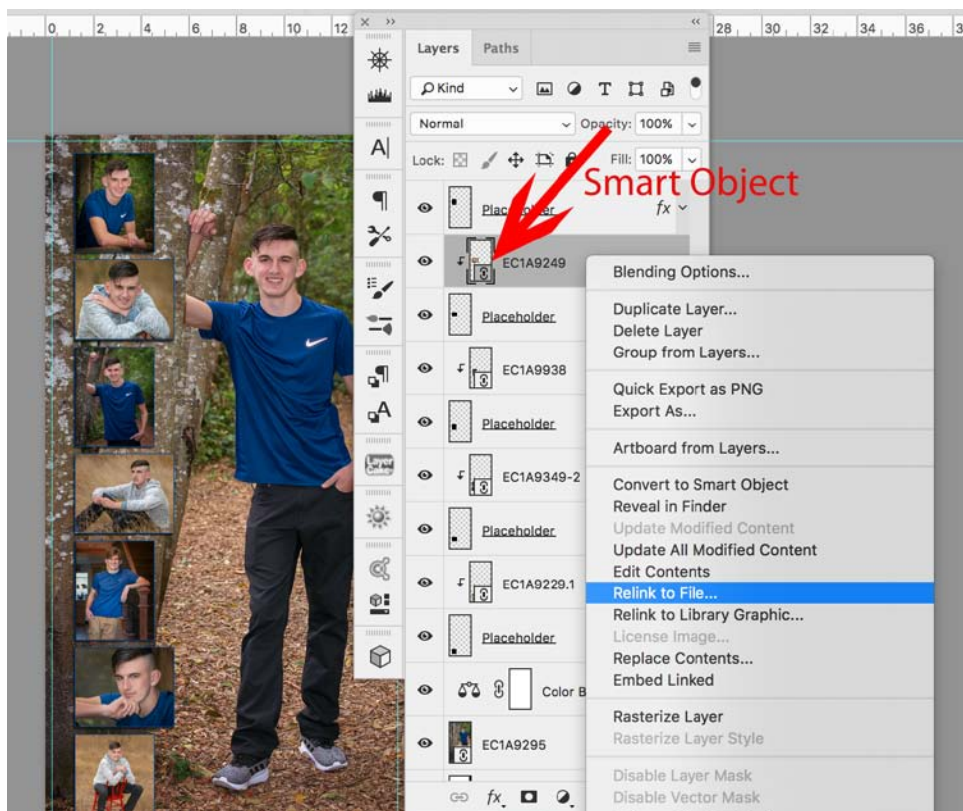 0 2 4 6 8 10 12 28 30 32 34 36
Layers Paths
Kind
Normal Opacity: 100%
Lock: Fill: 100%
Smart Object
Placeholder fx
EC1A9249
Placeholder
EC1A9938
Placeholder
EC1A9349-2
Placeholder
EC1A9229.1
Placeholder
Color B
EC1A9295
fx
Blending Options...
Duplicate Layer...
Delete Layer
Group from Layers...
Quick Export as PNG
Export As...
Artboard from Layers...
Convert to Smart Object
Reveal in Finder
Update Modified Content
Update All Modified Content
Edit Contents
Relink to File...
Relink to Library Graphic...
License Image...
Replace Contents...
Embed Linked
Rasterize Layer
Rasterize Layer Style
Disable Layer Mask
Disable Vector Mask